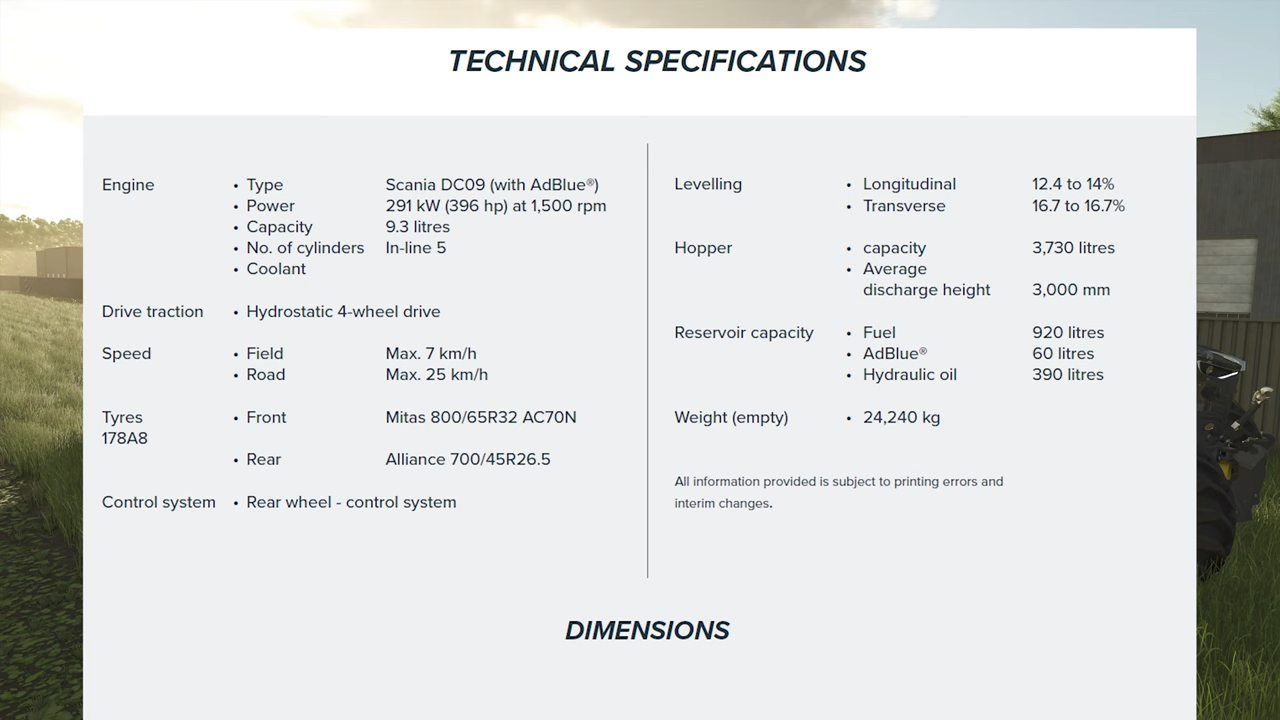 TECHNICAL SPECIFICATIONS
Engine • Type Scania DC09 (with AdBlue®)
• Power 291 kW (396 hp) at 1,500 rpm
• Capacity 9.3 litres
• No. of cylinders In-line 5
• Coolant
Drive traction • Hydrostatic 4-wheel drive
Speed • Field Max. 7 km/h
• Road Max. 25 km/h
Tyres • Front Mitas 800/65R32 AC70N
178A8
• Rear Alliance 700/45R26.5
Control system • Rear wheel - control system
Levelling • Longitudinal 12.4 to 14%
• Transverse 16.7 to 16.7%
Hopper • capacity 3,730 litres
• Average
discharge height 3,000 mm
Reservoir capacity • Fuel 920 litres
• AdBlue® 60 litres
• Hydraulic oil 390 litres
Weight (empty) • 24,240 kg
All information provided is subject to printing errors and
interim changes.
DIMENSIONS